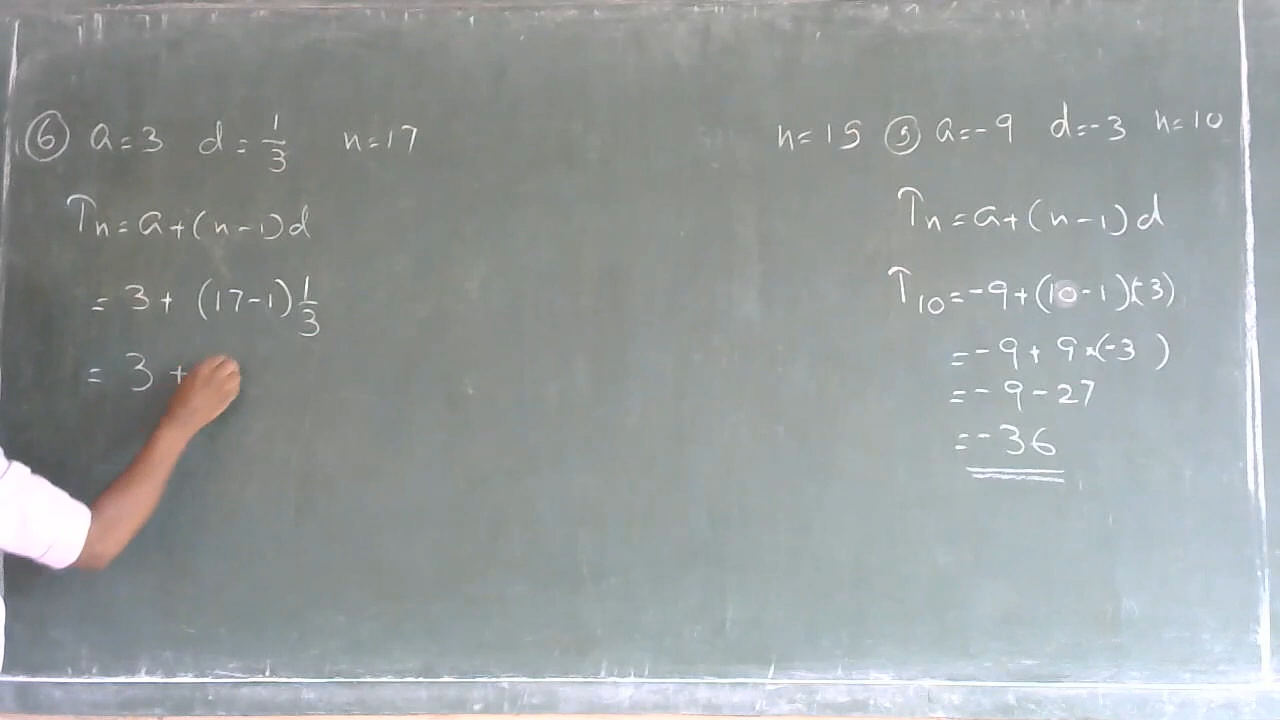 ⑥ a=3 d=1/3 n=17
Tn=a+(n-1)d
= 3+ (17-1)1/3
= 3 +
n=15
⑤ a=-9 d=-3 n=10
Tn=a+(n-1)d
T10=-9+(10-1)(-3)
=-9+9×(-3)
=-9-27
=-36